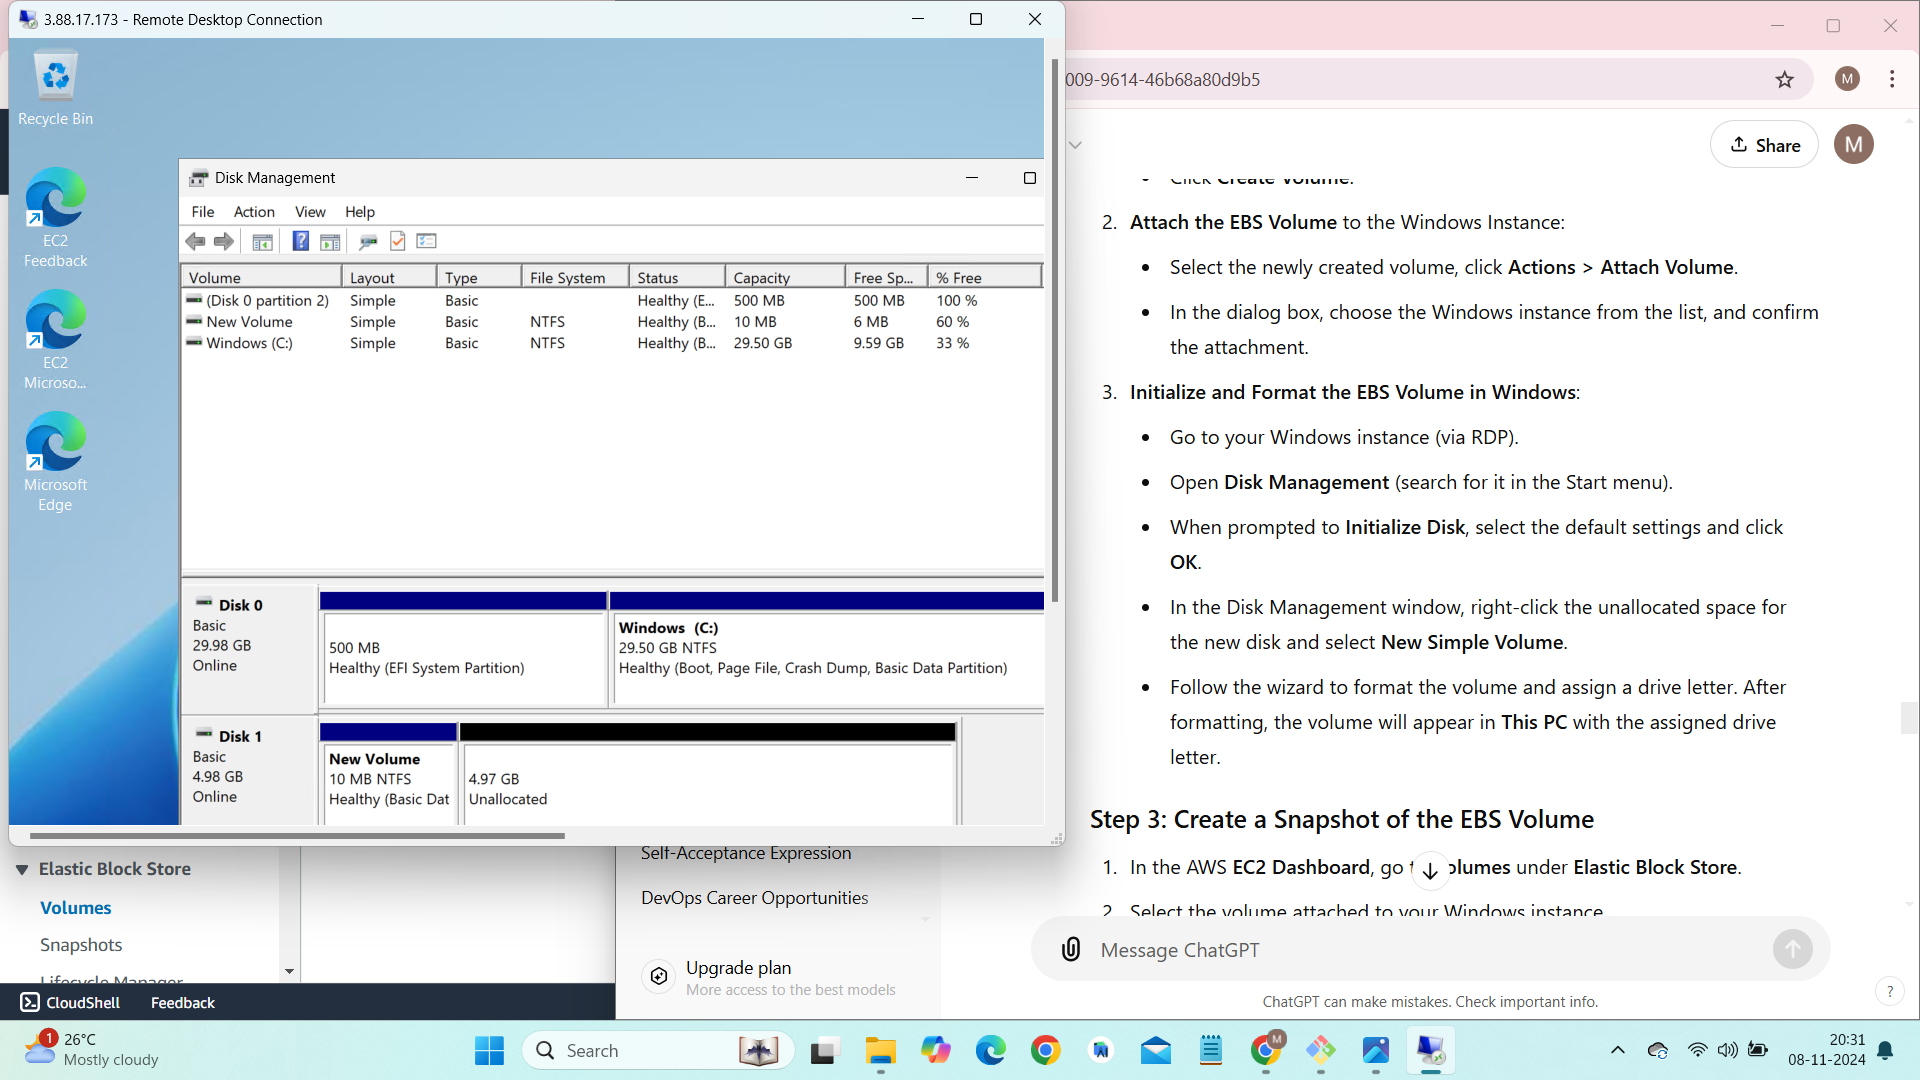 3.88.17.173 - Remote Desktop Connection
009-9614-46b68a80d9b5
M
Recycle Bin
EC2
Feedback
EC2
Microso...
Microsoft
Edge
Disk Management
File Action View Help
Volume Layout Type File System Status Capacity Free Sp... % Free
(Disk 0 partition 2) Simple Basic Healthy (E... 500 MB 500 MB 100 %
New Volume Simple Basic NTFS Healthy (B... 10 MB 6 MB 60 %
Windows (C:) Simple Basic NTFS Healthy (B... 29.50 GB 9.59 GB 33 %
Disk 0
Basic
29.98 GB
Online
500 MB
Healthy (EFI System Partition)
Windows (C:)
29.50 GB NTFS
Healthy (Boot, Page File, Crash Dump, Basic Data Partition)
Disk 1
Basic
4.98 GB
Online
New Volume
10 MB NTFS
Healthy (Basic Dat
4.97 GB
Unallocated
Share
M
Click Create Volume.
2. Attach the EBS Volume to the Windows Instance:
• Select the newly created volume, click Actions > Attach Volume.
• In the dialog box, choose the Windows instance from the list, and confirm
the attachment.
3. Initialize and Format the EBS Volume in Windows:
• Go to your Windows instance (via RDP).
• Open Disk Management (search for it in the Start menu).
• When prompted to Initialize Disk, select the default settings and click
OK.
• In the Disk Management window, right-click the unallocated space for
the new disk and select New Simple Volume.
• Follow the wizard to format the volume and assign a drive letter. After
formatting, the volume will appear in This PC with the assigned drive
letter.
Step 3: Create a Snapshot of the EBS Volume
1. In the AWS EC2 Dashboard, go t olumes under Elastic Block Store.
2. Select the volume attached to your Windows instance.
Message ChatGPT
ChatGPT can make mistakes. Check important info.
?
Elastic Block Store
Volumes
Snapshots
Lifecycle Manager
CloudShell Feedback
Self-Acceptance Expression
DevOps Career Opportunities
Upgrade plan
More access to the best models
1
26°C
Mostly cloudy
Search
M
20:31
08-11-2024